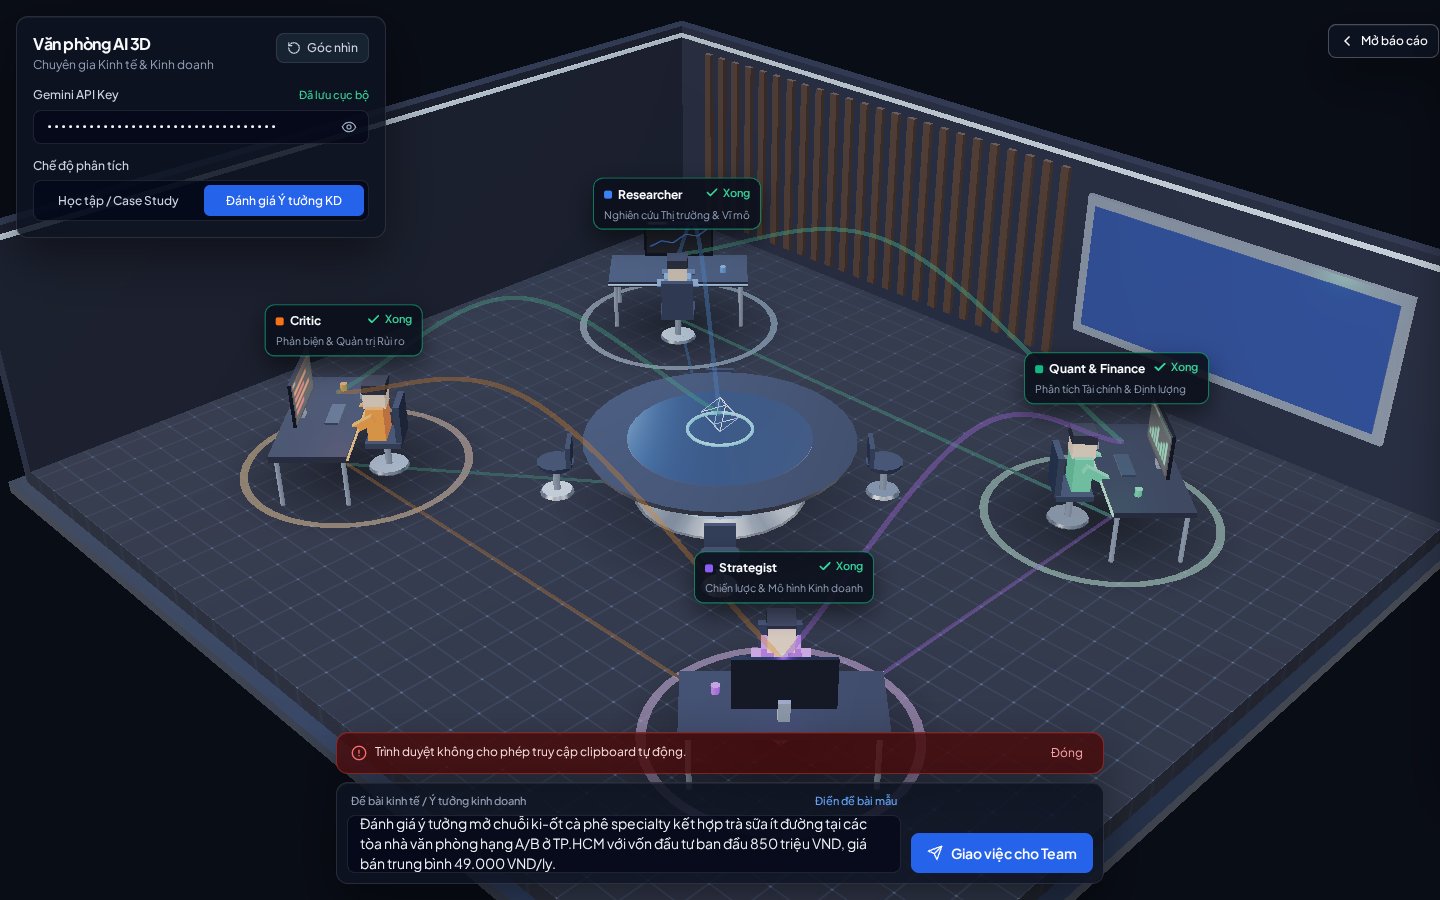 Văn phòng AI 3D
Góc nhìn
Chuyên gia Kinh tế & Kinh doanh
Gemini API Key
Đã lưu cục bộ
Chế độ phân tích
Học tập / Case Study
Đánh giá Ý tưởng KD
Mở báo cáo
Researcher
Xong
Nghiên cứu Thị trường & Vĩ mô
Critic
Xong
Phản biện & Quản trị Rủi ro
Quant & Finance
Xong
Phân tích Tài chính & Định lượng
Strategist
Xong
Chiến lược & Mô hình Kinh doanh
Trình duyệt không cho phép truy cập clipboard tự động.
Đóng
Đề bài kinh tế / Ý tưởng kinh doanh
Điền đề bài mẫu
Đánh giá ý tưởng mở chuỗi ki-ốt cà phê specialty kết hợp trà sữa ít đường tại các
tòa nhà văn phòng hạng A/B ở TP.HCM với vốn đầu tư ban đầu 850 triệu VND, giá
bán trung bình 49.000 VND/ly.
Giao việc cho Team